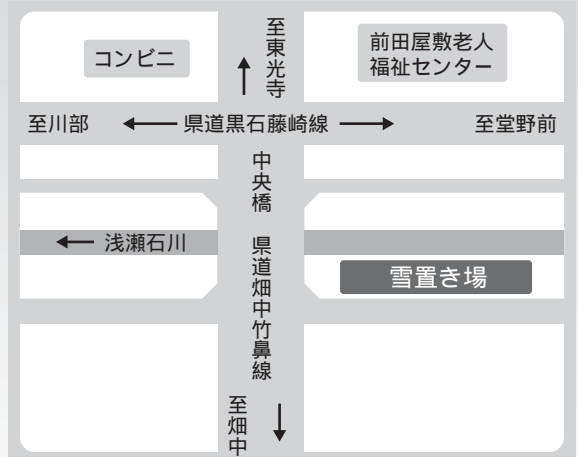 コンビニ
至東光寺
前田屋敷老人
福祉センター
至川部
県道黒石藤崎線
至堂野前
中央橋
浅瀬石川
県道畑中竹鼻線
雪置き場
至畑中